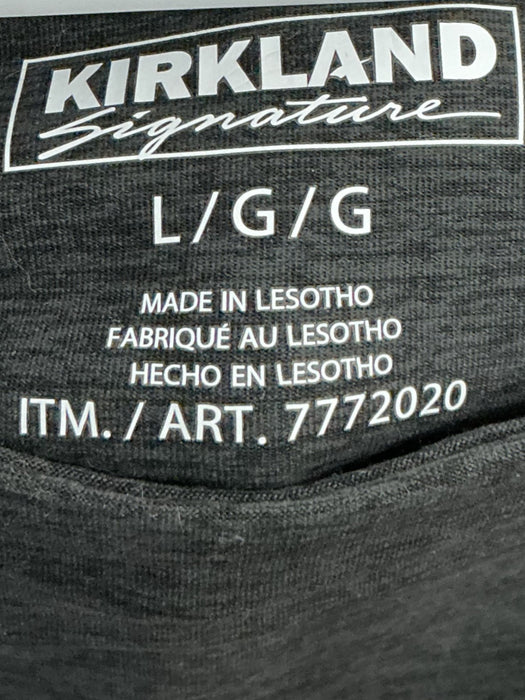 KIRKLAND
Signature
L/G/G
MADE IN LESOTHO
FABRIQUÉ AU LESOTHO
HECHO EN LESOTHO
ITM. / ART. 7772020